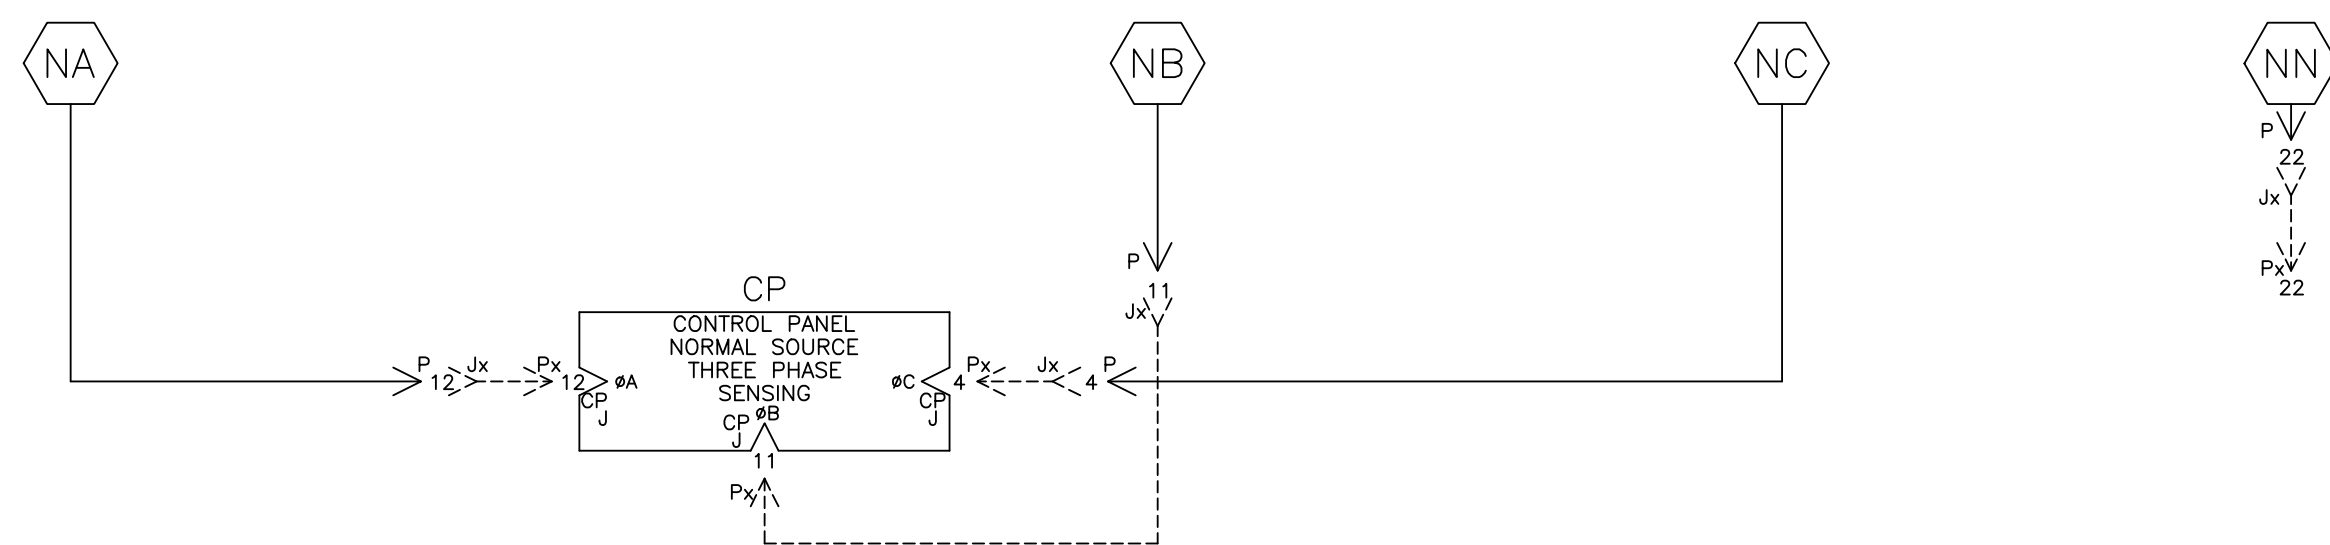 NA
NB
NC
NN
P
22
Jx
Px
22
P
11
Jx
CP
CONTROL PANEL
NORMAL SOURCE
THREE PHASE
SENSING
P 12 Jx Px 12 øA
øC 4 Px Jx 4 P
CP
J
CP
J
øB
CP
J
11
Px